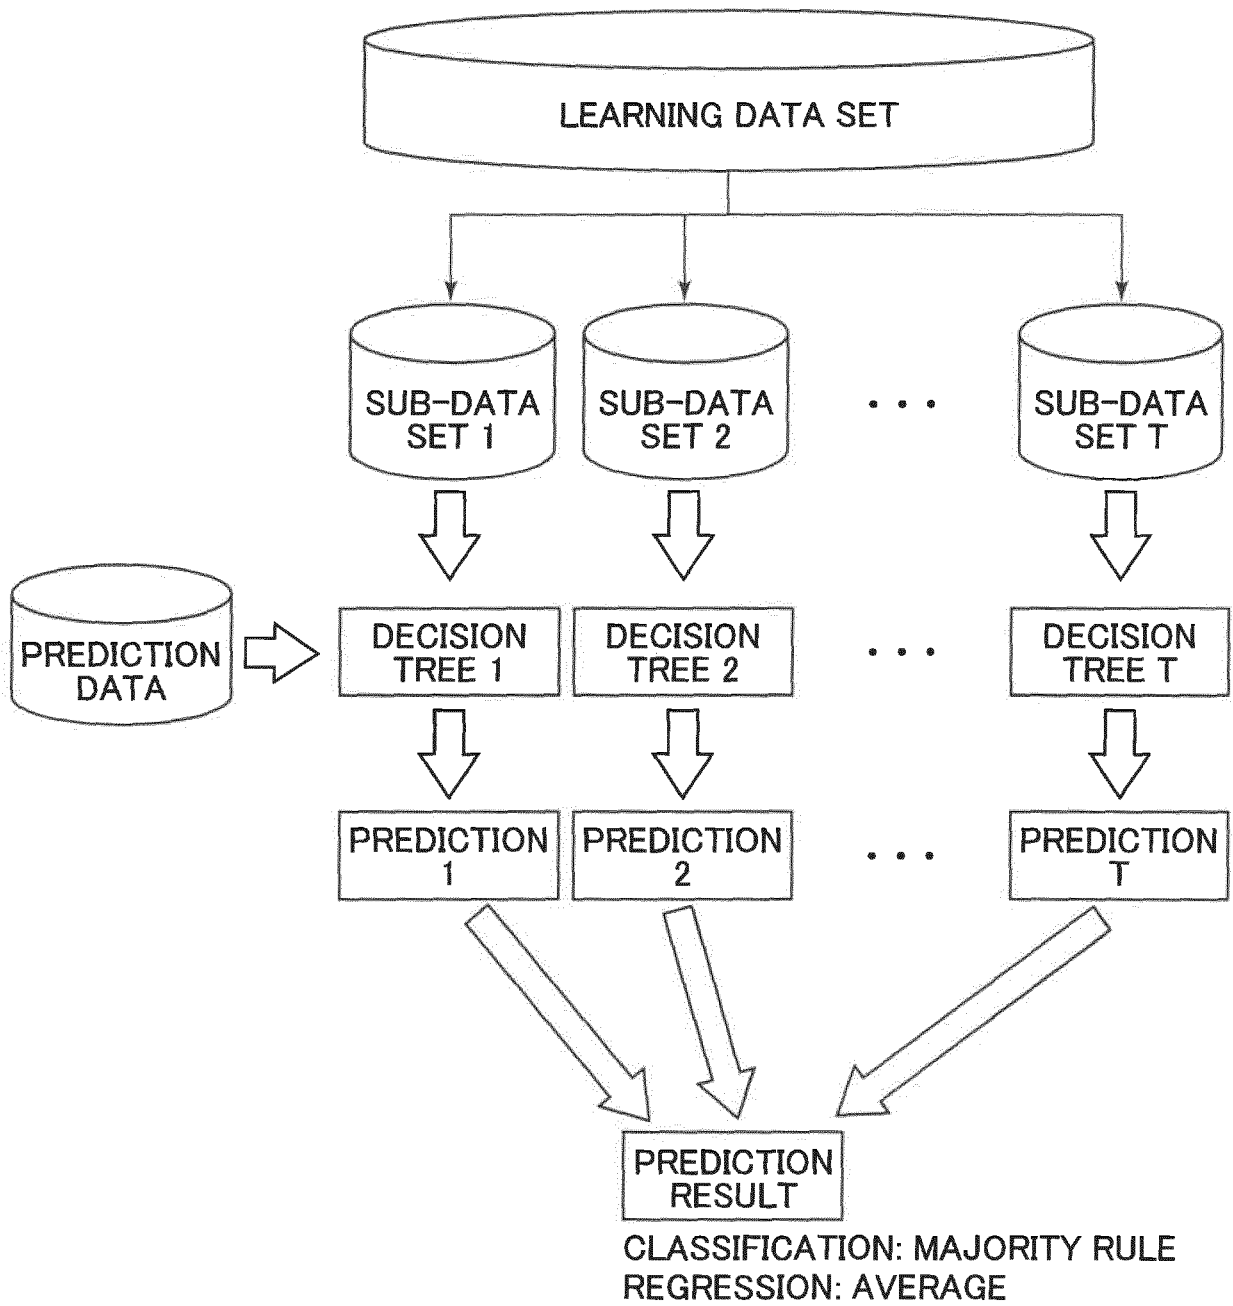 LEARNING DATA SET
SUB-DATA
SET 1
SUB-DATA
SET 2
• • •
SUB-DATA
SET T
PREDICTION
DATA
DECISION
TREE 1
DECISION
TREE 2
• • •
DECISION
TREE T
PREDICTION
1
PREDICTION
2
• • •
PREDICTION
T
PREDICTION
RESULT
CLASSIFICATION: MAJORITY RULE
REGRESSION: AVERAGE